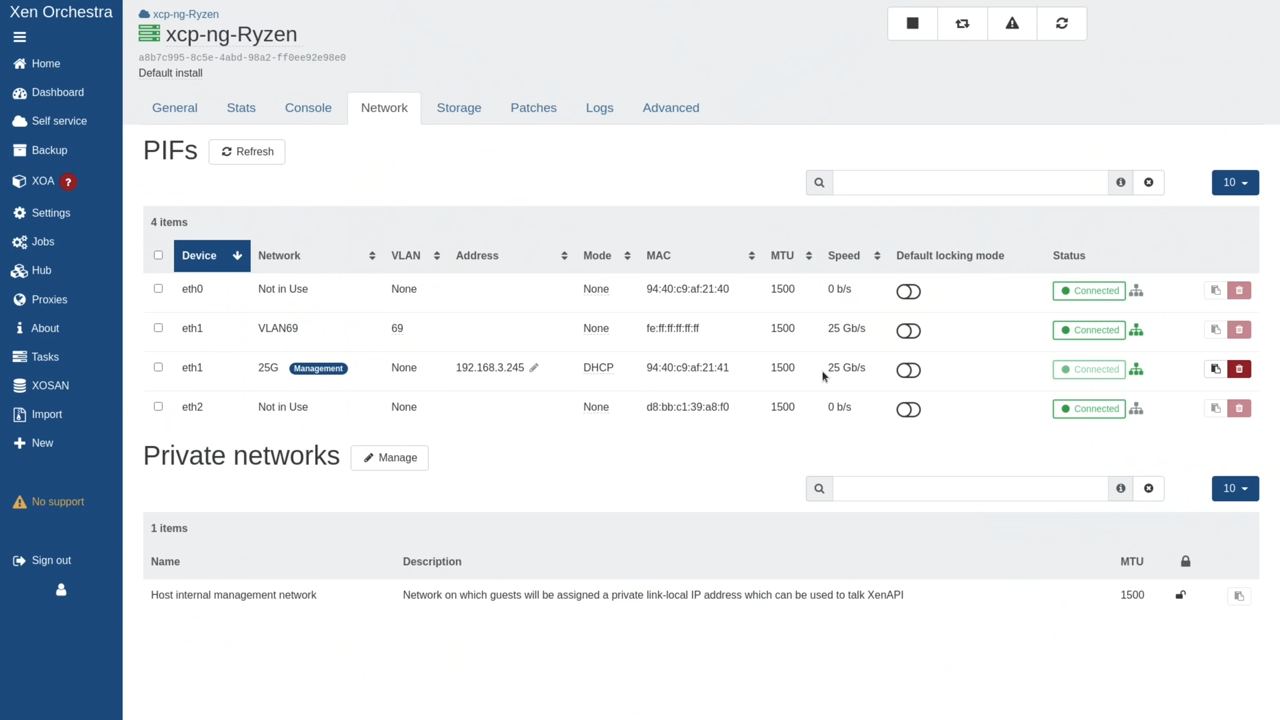 Xen Orchestra
Home
Dashboard
Self service
Backup
XOA ?
Settings
Jobs
Hub
Proxies
About
Tasks
XOSAN
Import
New
No support
Sign out
xcp-ng-Ryzen
xcp-ng-Ryzen
a8b7c995-8c5e-4abd-98a2-ff0ee92e98e0
Default install
General Stats Console Network Storage Patches Logs Advanced
PIFs Refresh
10
4 items
Device Network VLAN Address Mode MAC MTU Speed Default locking mode Status
eth0 Not in Use None None 94:40:c9:af:21:40 1500 0 b/s Connected
eth1 VLAN69 69 None fe:ff:ff:ff:ff:ff 1500 25 Gb/s Connected
eth1 25G Management None 192.168.3.245 DHCP 94:40:c9:af:21:41 1500 25 Gb/s Connected
eth2 Not in Use None None d8:bb:c1:39:a8:f0 1500 0 b/s Connected
Private networks Manage
10
1 items
Name Description MTU
Host internal management network Network on which guests will be assigned a private link-local IP address which can be used to talk XenAPI 1500